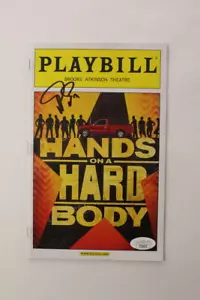 PLAYBILL
BROOKS ATKINSON THEATRE
HANDS
ON A
HARD
BODY